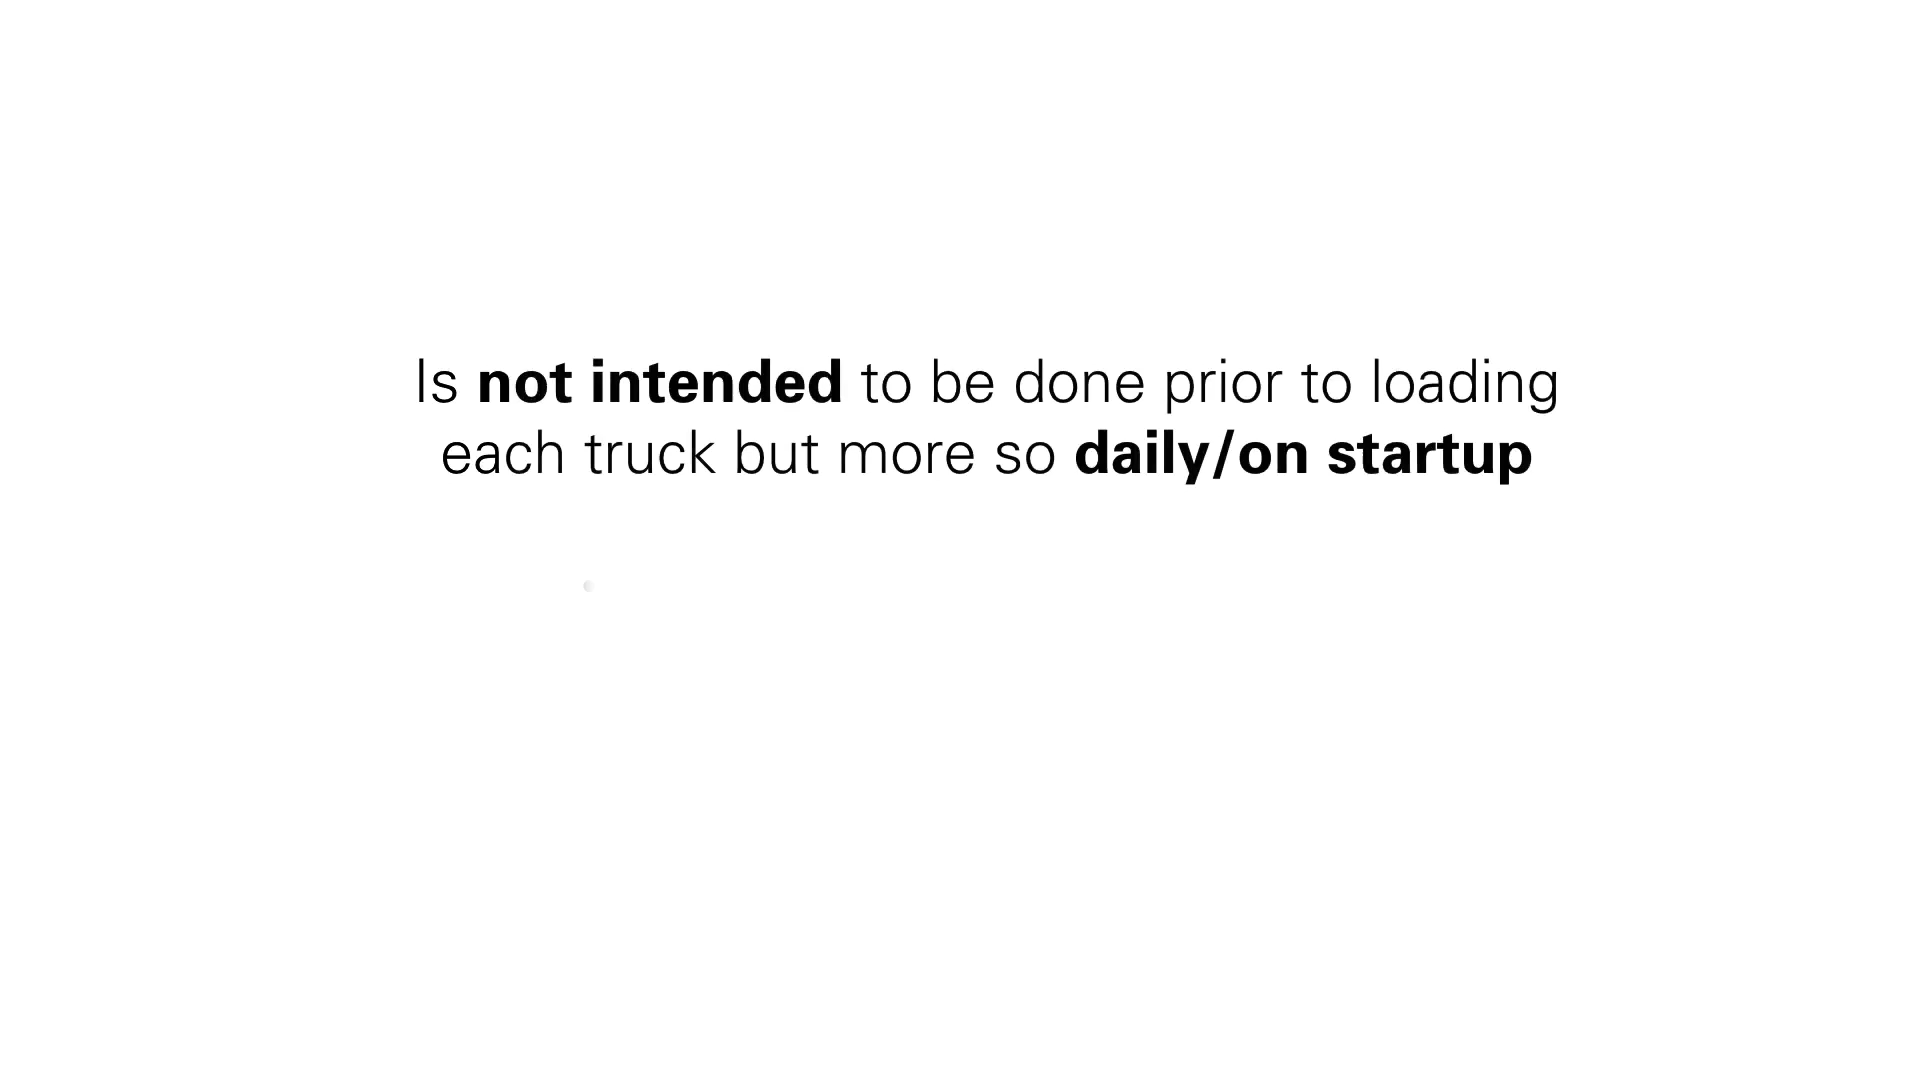 Is not intended to be done prior to loading
each truck but more so daily/on startup